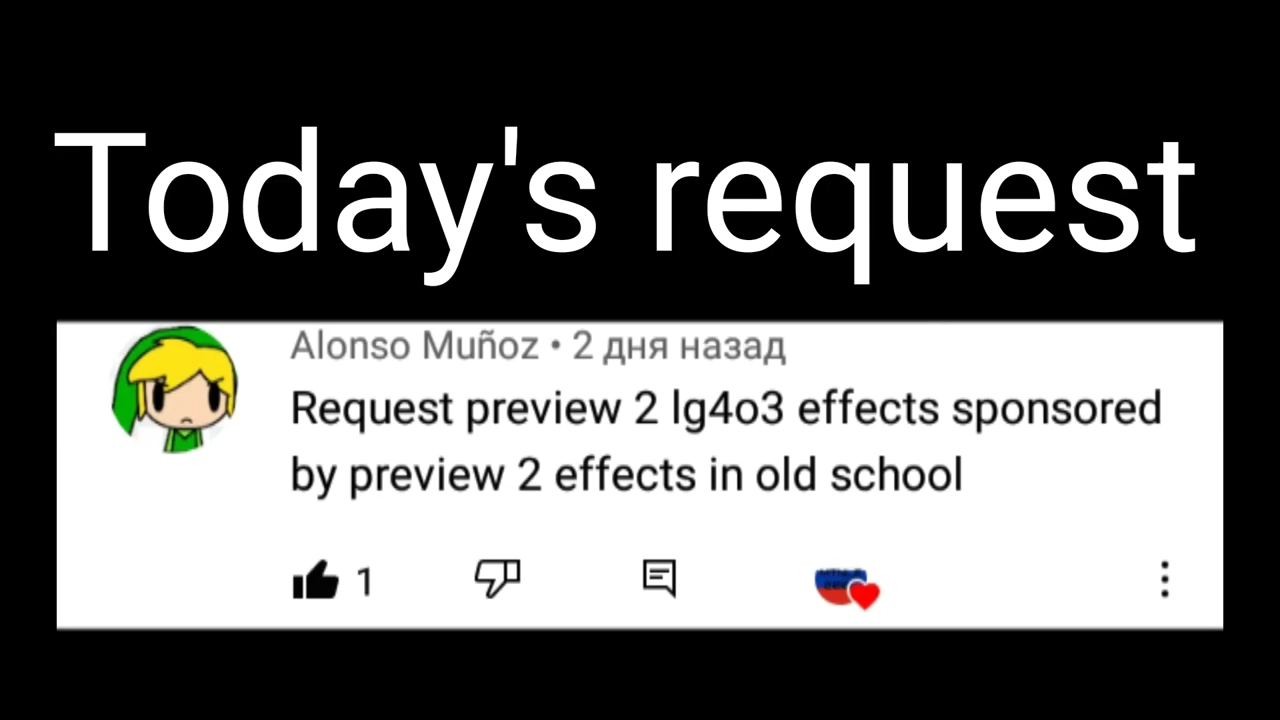 Today's request
Alonso Muñoz • 2 дня назад
Request preview 2 lg4o3 effects sponsored
by preview 2 effects in old school
1